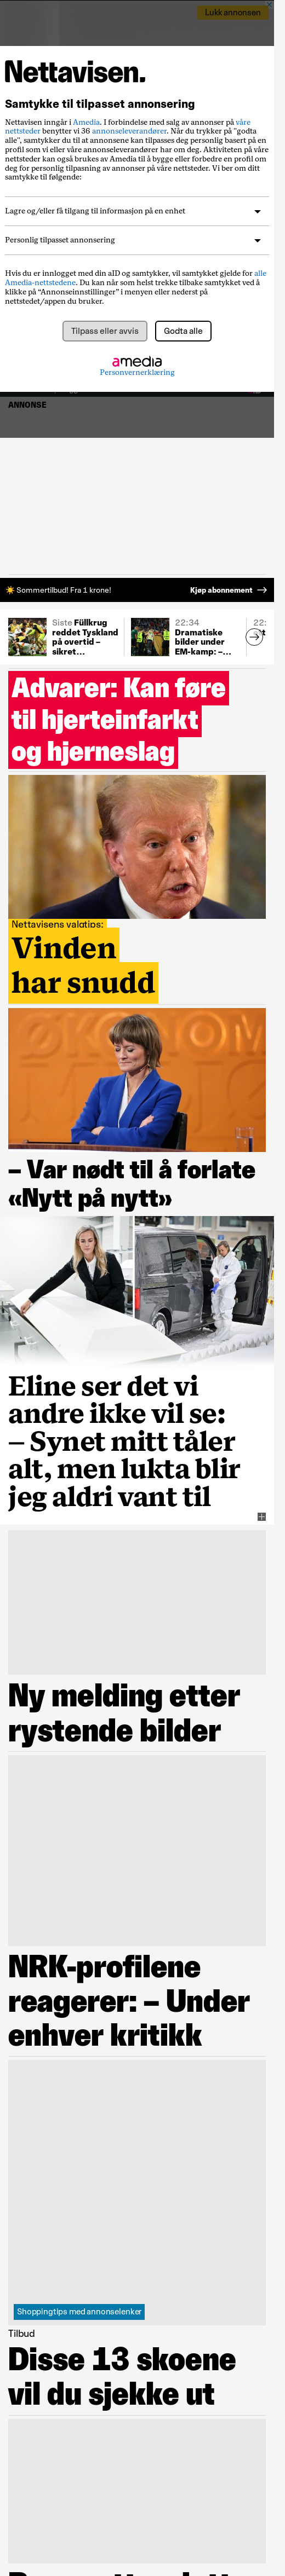 Lukk annonsen
Nettavisen.
Samtykke til tilpasset annonsering
Nettavisen inngår i Amedia. I forbindelse med salg av annonser på våre
nettsteder benytter vi 36 annonseleverandører. Når du trykker på "godta
alle", samtykker du til at annonsene kan tilpasses deg personlig basert på en
profil som vi eller våre annonseleverandører har om deg. Aktiviteten på våre
nettsteder kan også brukes av Amedia til å bygge eller forbedre en profil om
deg for personlig tilpasning av annonser på våre nettsteder. Vi ber om ditt
samtykke til følgende:
Lagre og/eller få tilgang til informasjon på en enhet
Personlig tilpasset annonsering
Hvis du er innlogget med din aID og samtykker, vil samtykket gjelde for alle
Amedia-nettstedene. Du kan når som helst trekke tilbake samtykket ved å
klikke på “Annonseinnstillinger” i menyen eller nederst på
nettstedet/appen du bruker.
Tilpass eller avvis
Godta alle
amedia
Personvernerklæring
ANNONSE
Sommertilbud! Fra 1 krone!
Kjøp abonnement
Siste Füllkrug
reddet Tyskland
på overtid –
sikret...
22:34
Dramatiske
bilder under
EM-kamp: –...
Advarer: Kan føre
til hjerteinfarkt
og hjerneslag
Nettavisens valgtips:
Vinden
har snudd
– Var nødt til å forlate
«Nytt på nytt»
Eline ser det vi
andre ikke vil se:
– Synet mitt tåler
alt, men lukta blir
jeg aldri vant til
Ny melding etter
rystende bilder
NRK-profilene
reagerer: – Under
enhver kritikk
Shoppingtips med annonselenker
Tilbud
Disse 13 skoene
vil du sjekke ut